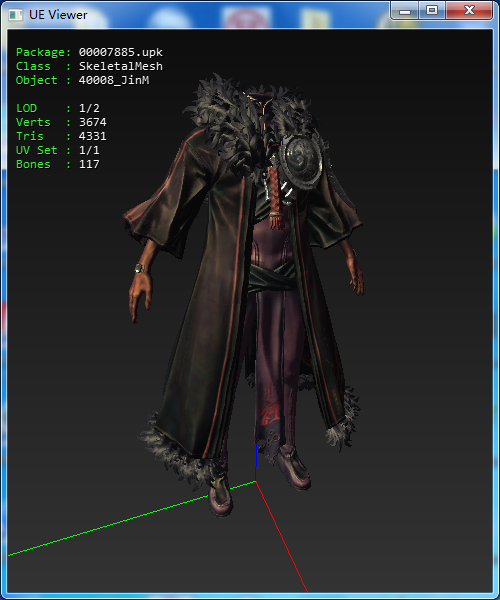 UE Viewer
Package: 00007885.upk
Class : SkeletalMesh
Object : 40008_JinM
LOD : 1/2
Verts : 3674
Tris : 4331
UV Set : 1/1
Bones : 117